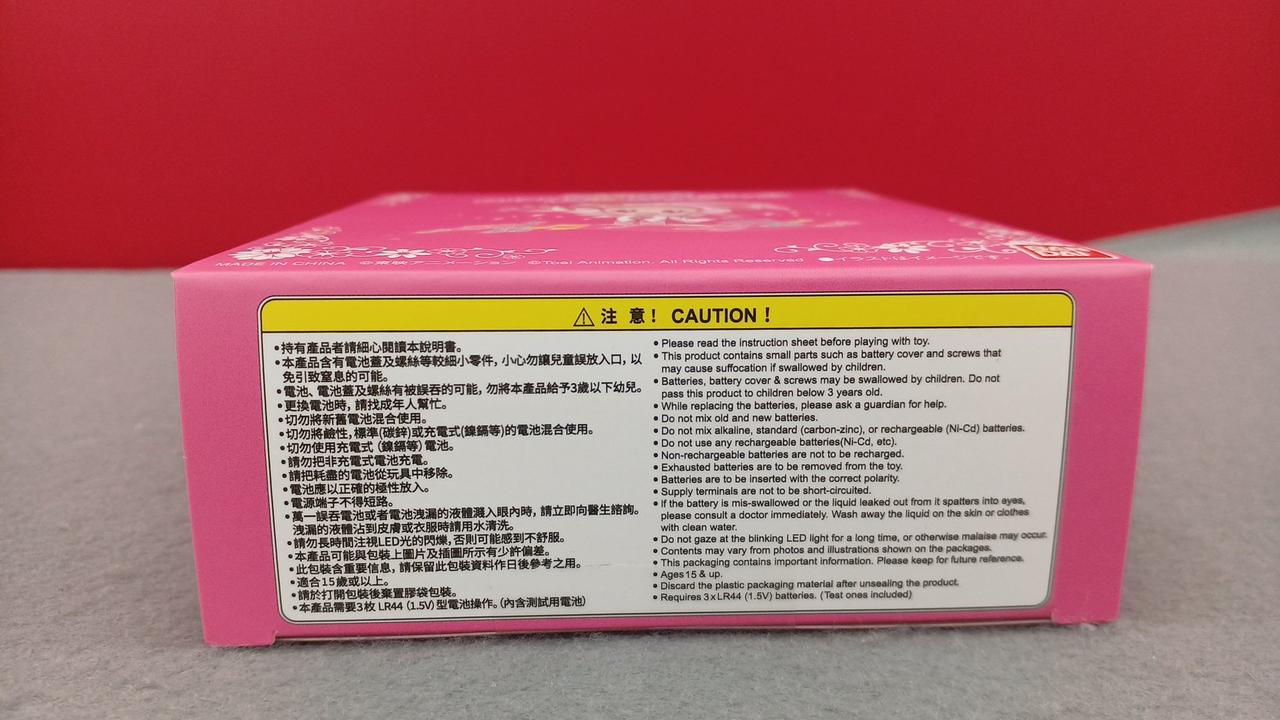 MADE IN CHINA ©東映アニメーション ©Toei Animation. All Rights Reserved ●イラストはイメージです。
⚠ 注 意! CAUTION!
•持有產品者請細心閱讀本說明書。
•本產品含有電池蓋及螺絲等較細小零件，小心勿讓兒童誤放入口，以
免引致窒息的可能。
•電池、電池蓋及螺絲有被誤吞的可能，勿將本產品給予3歲以下幼兒。
•更換電池時，請找成年人幫忙。
•切勿將新舊電池混合使用。
•切勿將鹼性，標準(碳鋅)或充電式(鎳鎘等)的電池混合使用。
•切勿使用充電式 (鎳鎘等) 電池。
•請勿把非充電式電池充電。
•請把耗盡的電池從玩具中移除。
•電池應以正確的極性放入。
•電源端子不得短路。
•萬一誤吞電池或者電池洩漏的液體濺入眼內時，請立即向醫生諮詢。
洩漏的液體沾到皮膚或衣服時請用水清洗。
•請勿長時間注視LED光的閃爍，否則可能感到不舒服。
•本產品可能與包裝上圖片及插圖所示有少許偏差。
•此包裝含重要信息，請保留此包裝資料作日後參考之用。
•適合15歲或以上。
•請於打開包裝後棄置膠袋包裝。
•本產品需要3枚 LR44 (1.5V) 型電池操作。(內含測試用電池)
• Please read the instruction sheet before playing with toy.
• This product contains small parts such as battery cover and screws that
may cause suffocation if swallowed by children.
• Batteries, battery cover & screws may be swallowed by children. Do not
pass this product to children below 3 years old.
• While replacing the batteries, please ask a guardian for help.
• Do not mix old and new batteries.
• Do not mix alkaline, standard (carbon-zinc), or rechargeable (Ni-Cd) batteries.
• Do not use any rechargeable batteries(Ni-Cd, etc).
• Non-rechargeable batteries are not to be recharged.
• Exhausted batteries are to be removed from the toy.
• Batteries are to be inserted with the correct polarity.
• Supply terminals are not to be short-circuited.
• If the battery is mis-swallowed or the liquid leaked out from it spatters into eyes,
please consult a doctor immediately. Wash away the liquid on the skin or clothes
with clean water.
• Do not gaze at the blinking LED light for a long time, or otherwise malaise may occur.
• Contents may vary from photos and illustrations shown on the packages.
• This packaging contains important information. Please keep for future reference.
• Ages 15 & up.
• Discard the plastic packaging material after unsealing the product.
• Requires 3 x LR44 (1.5V) batteries. (Test ones included)